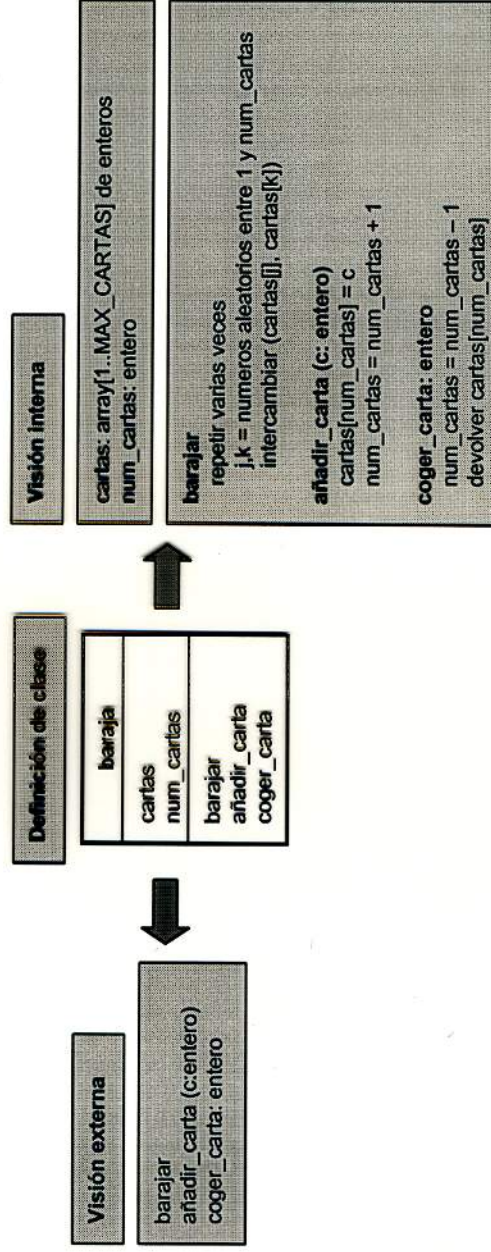 Visión externa
barajar
añadir_carta (c:entero)
coger_carta: entero
Definición de clase
baraja
cartas
num_cartas
barajar
añadir_carta
coger_carta
Visión interna
cartas: array[1..MAX_CARTAS] de enteros
num_cartas: entero
barajar
repetir varias veces
j,k = numeros aleatorios entre 1 y num_cartas
intercambiar (cartas[j], cartas[k])
añadir_carta (c: entero)
cartas[num_cartas] = c
num_cartas = num_cartas + 1
coger_carta: entero
num_cartas = num_cartas – 1
devolver cartas[num_cartas]